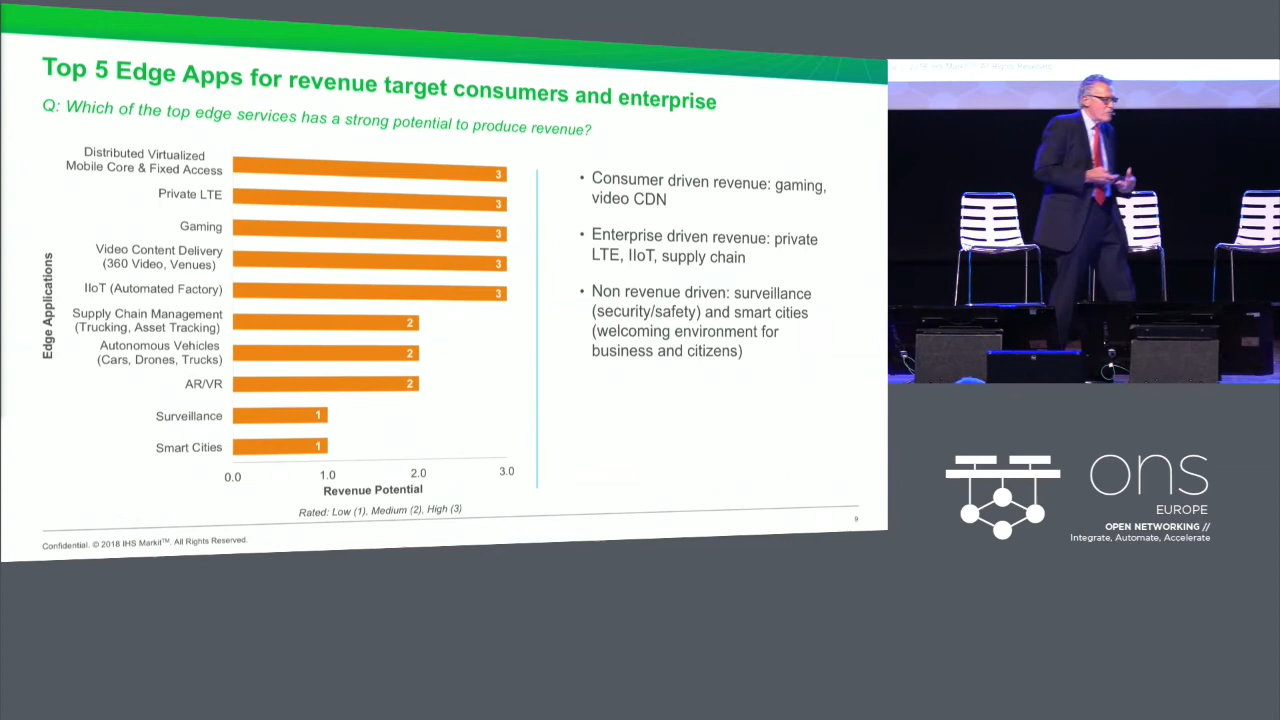 Top 5 Edge Apps for revenue target consumers and enterprise
Q: Which of the top edge services has a strong potential to produce revenue?
Edge Applications
Distributed Virtualized
Mobile Core & Fixed Access
3
Private LTE
3
Gaming
3
Video Content Delivery
(360 Video, Venues)
3
IIoT (Automated Factory)
3
Supply Chain Management
(Trucking, Asset Tracking)
2
Autonomous Vehicles
(Cars, Drones, Trucks)
2
AR/VR
2
Surveillance
1
Smart Cities
1
0.0 1.0 2.0 3.0
Revenue Potential
Rated: Low (1), Medium (2), High (3)
• Consumer driven revenue: gaming,
video CDN
• Enterprise driven revenue: private
LTE, IIoT, supply chain
• Non revenue driven: surveillance
(security/safety) and smart cities
(welcoming environment for
business and citizens)
9
Confidential. © 2018 IHS Markit™. All Rights Reserved.
ons
EUROPE
OPEN NETWORKING //
Integrate, Automate, Accelerate